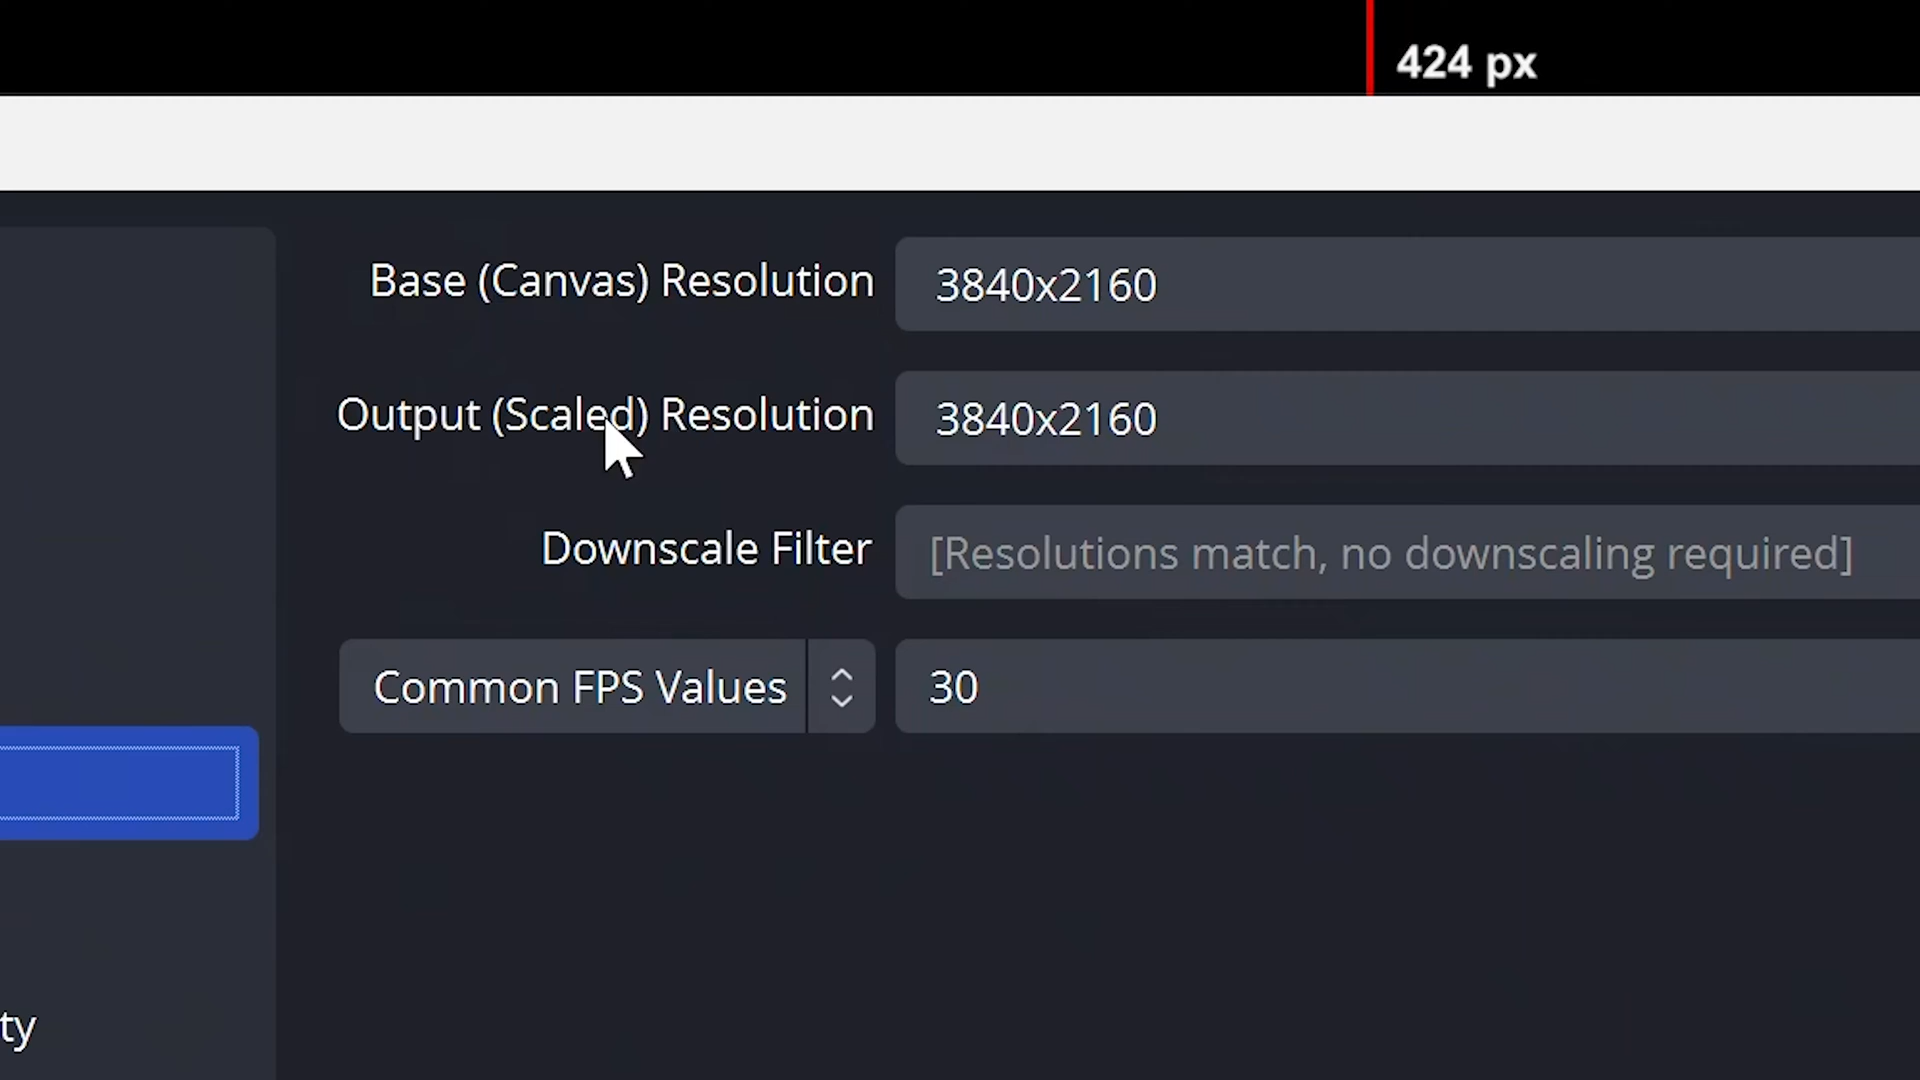 424 px
Base (Canvas) Resolution 3840x2160
Output (Scaled) Resolution 3840x2160
Downscale Filter [Resolutions match, no downscaling required]
Common FPS Values 30
ty